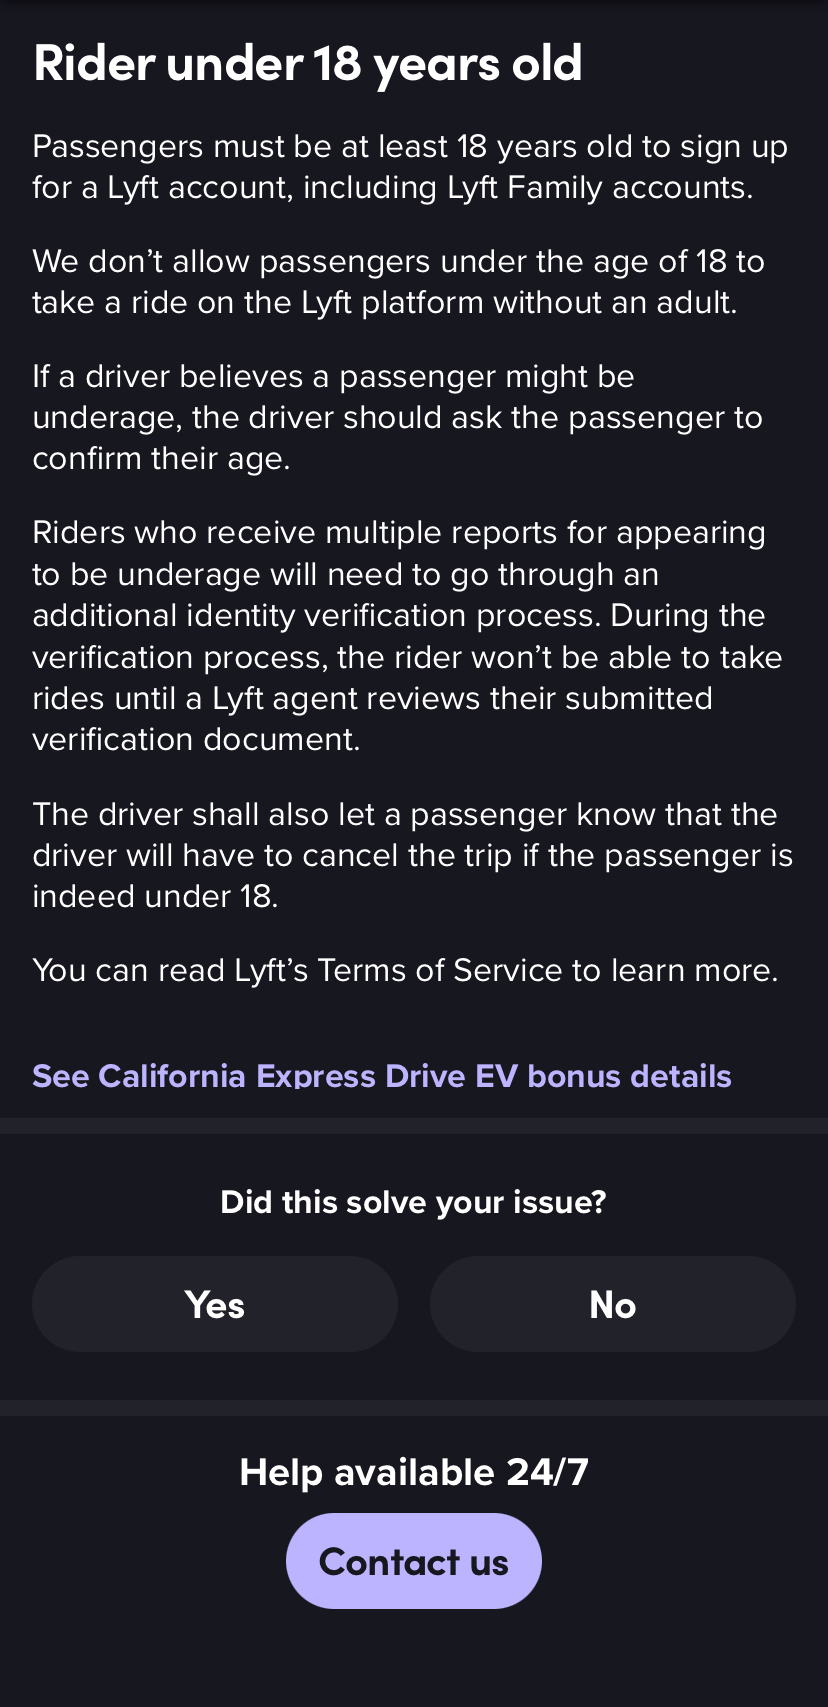 Rider under 18 years old
Passengers must be at least 18 years old to sign up
for a Lyft account, including Lyft Family accounts.
We don’t allow passengers under the age of 18 to
take a ride on the Lyft platform without an adult.
If a driver believes a passenger might be
underage, the driver should ask the passenger to
confirm their age.
Riders who receive multiple reports for appearing
to be underage will need to go through an
additional identity verification process. During the
verification process, the rider won’t be able to take
rides until a Lyft agent reviews their submitted
verification document.
The driver shall also let a passenger know that the
driver will have to cancel the trip if the passenger is
indeed under 18.
You can read Lyft’s Terms of Service to learn more.
See California Express Drive EV bonus details
Did this solve your issue?
Yes No
Help available 24/7
Contact us